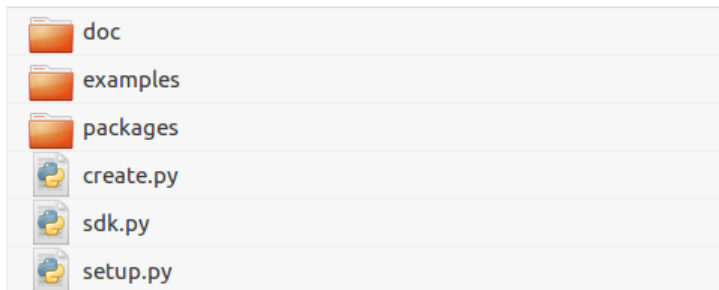 doc
examples
packages
create.py
sdk.py
setup.py